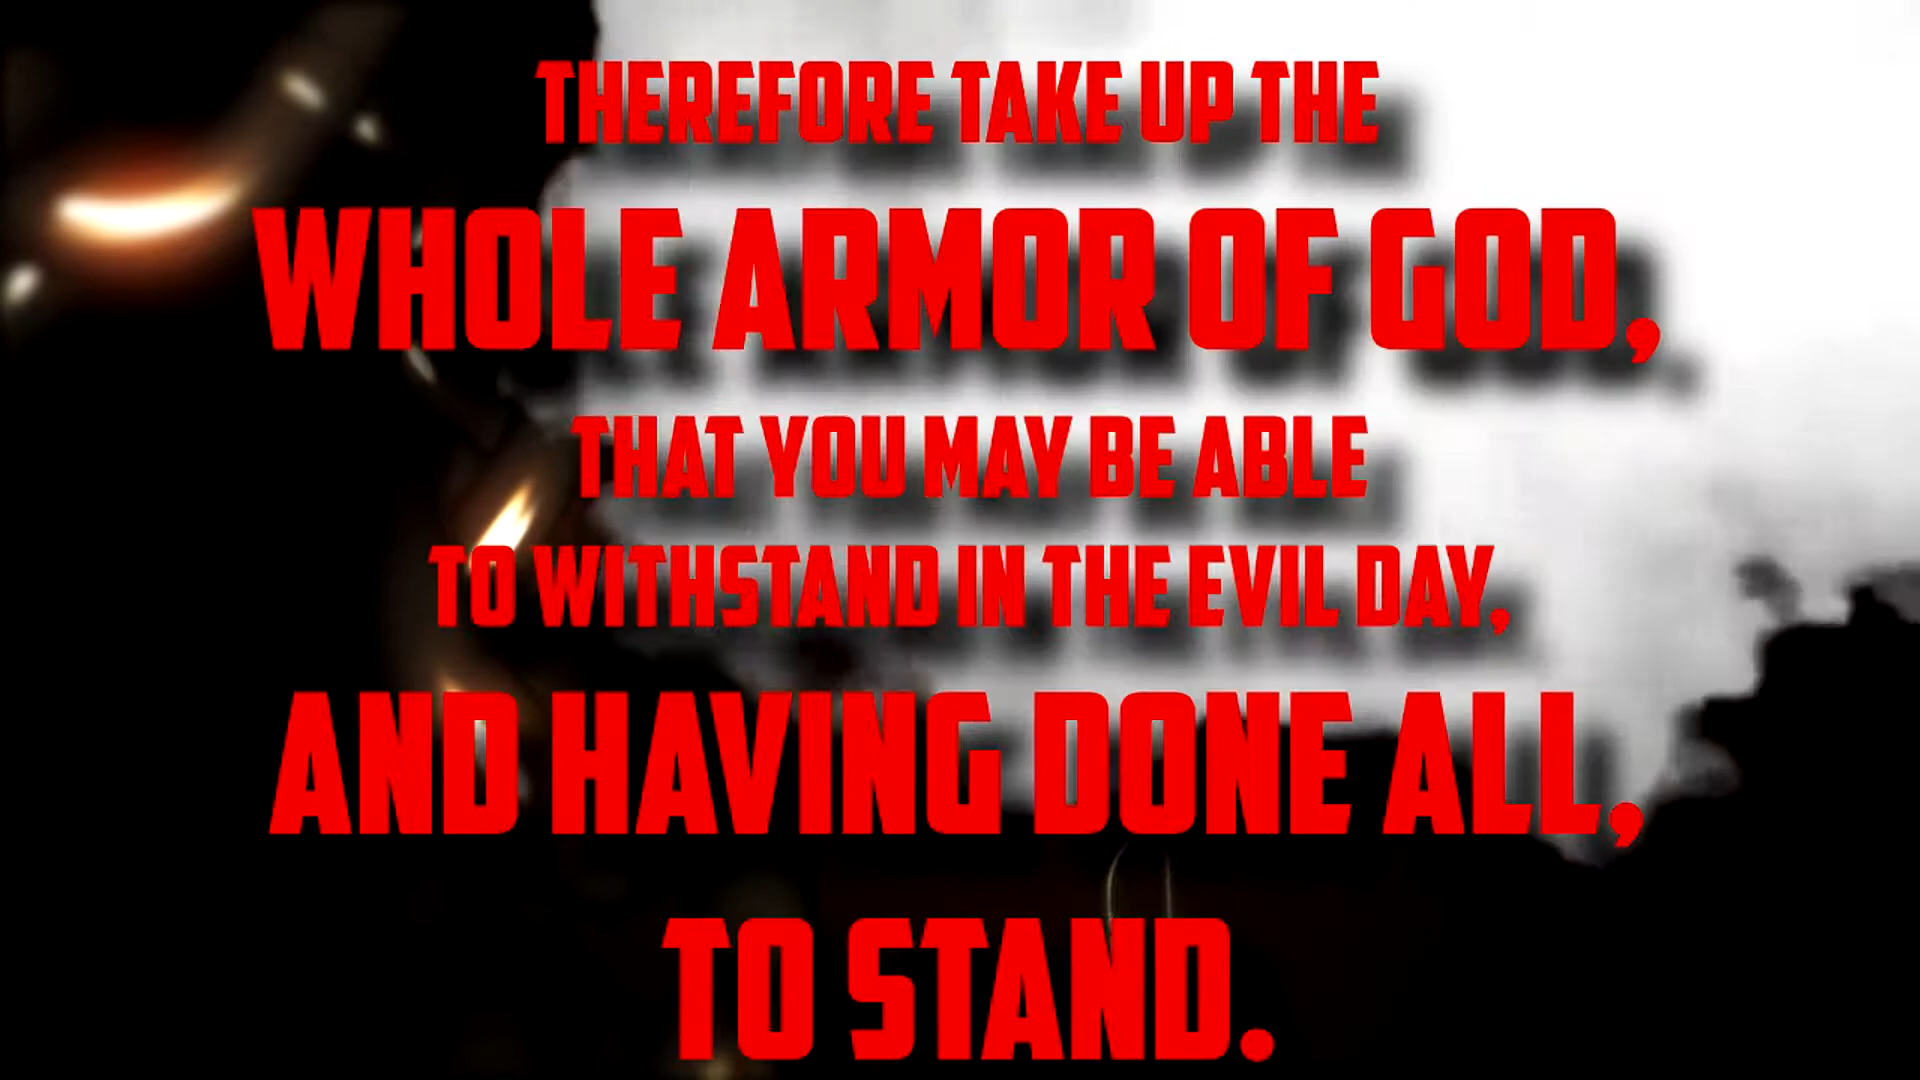 THEREFORE TAKE UP THE
WHOLE ARMOR OF GOD,
THAT YOU MAY BE ABLE
TO WITHSTAND IN THE EVIL DAY,
AND HAVING DONE ALL,
TO STAND.